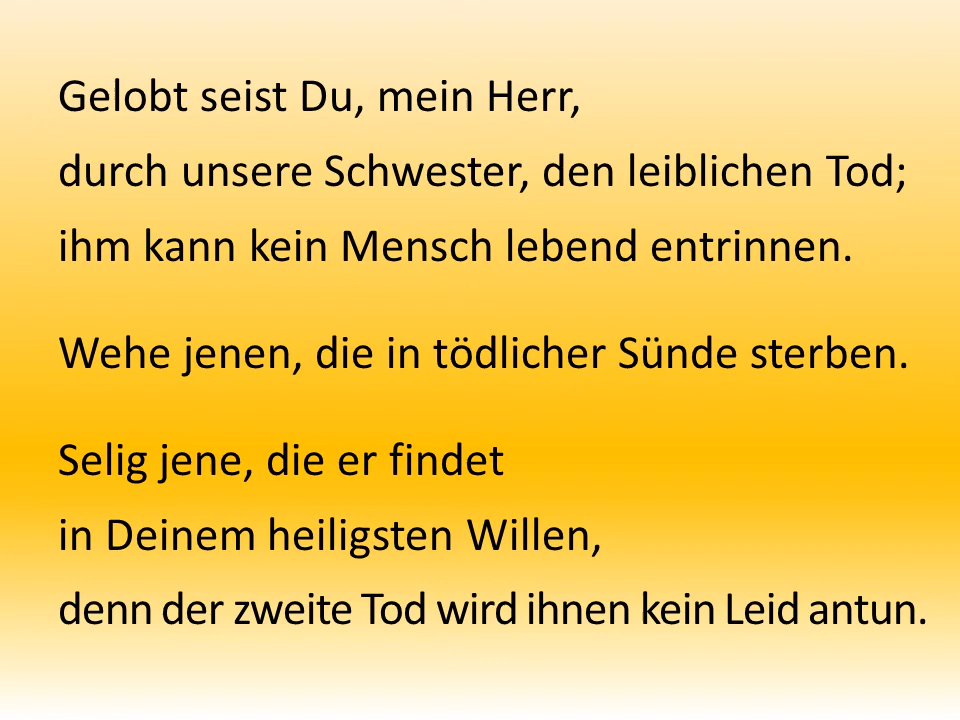 Gelobt seist Du, mein Herr,
durch unsere Schwester, den leiblichen Tod;
ihm kann kein Mensch lebend entrinnen.
Wehe jenen, die in tödlicher Sünde sterben.
Selig jene, die er findet
in Deinem heiligsten Willen,
denn der zweite Tod wird ihnen kein Leid antun.